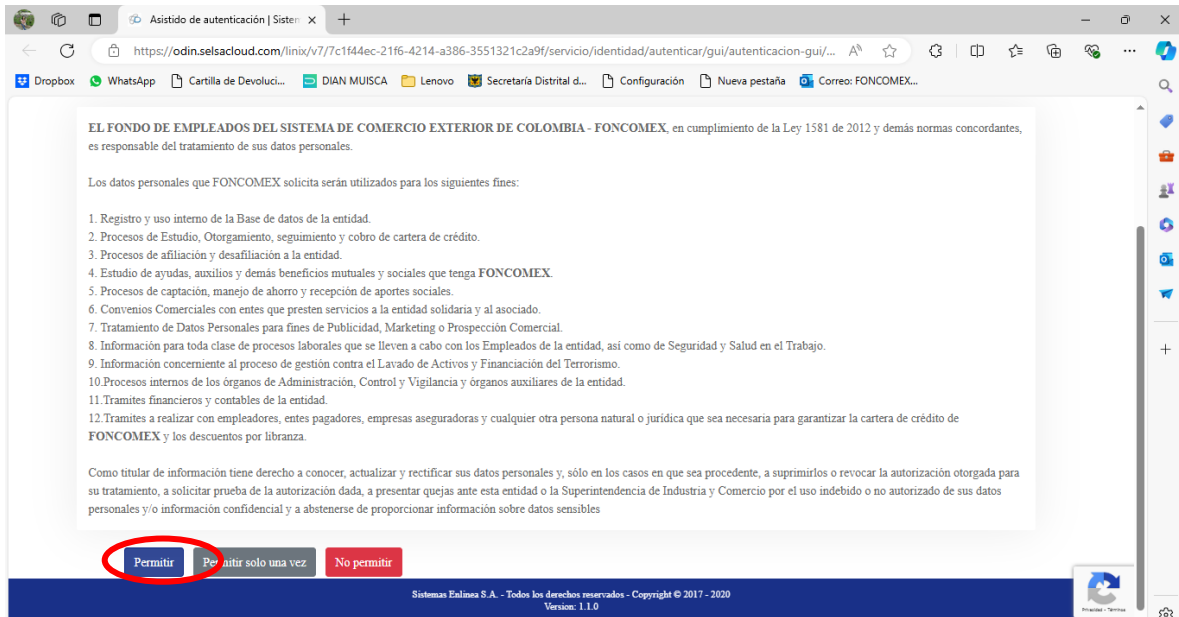 Asistido de autenticación | Sisten
https://odin.selsacloud.com/linix/v7/7c1f44ec-21f6-4214-a386-3551321c2a9f/servicio/identidad/autenticar/gui/autenticacion-gui/...
Dropbox WhatsApp Cartilla de Devoluci... DIAN MUISCA Lenovo Secretaría Distrital d... Configuración Nueva pestaña Correo: FONCOMEX...
EL FONDO DE EMPLEADOS DEL SISTEMA DE COMERCIO EXTERIOR DE COLOMBIA - FONCOMEX, en cumplimiento de la Ley 1581 de 2012 y demás normas concordantes,
es responsable del tratamiento de sus datos personales.
Los datos personales que FONCOMEX solicita serán utilizados para los siguientes fines:
1. Registro y uso interno de la Base de datos de la entidad.
2. Procesos de Estudio, Otorgamiento, seguimiento y cobro de cartera de crédito.
3. Procesos de afiliación y desafiliación a la entidad.
4. Estudio de ayudas, auxilios y demás beneficios mutuales y sociales que tenga FONCOMEX.
5. Procesos de captación, manejo de ahorro y recepción de aportes sociales.
6. Convenios Comerciales con entes que presten servicios a la entidad solidaria y al asociado.
7. Tratamiento de Datos Personales para fines de Publicidad, Marketing o Prospección Comercial.
8. Información para toda clase de procesos laborales que se lleven a cabo con los Empleados de la entidad, así como de Seguridad y Salud en el Trabajo.
9. Información concerniente al proceso de gestión contra el Lavado de Activos y Financiación del Terrorismo.
10.Procesos internos de los órganos de Administración, Control y Vigilancia y órganos auxiliares de la entidad.
11.Tramites financieros y contables de la entidad.
12.Tramites a realizar con empleadores, entes pagadores, empresas aseguradoras y cualquier otra persona natural o jurídica que sea necesaria para garantizar la cartera de crédito de
FONCOMEX y los descuentos por libranza.
Como titular de información tiene derecho a conocer, actualizar y rectificar sus datos personales y, sólo en los casos en que sea procedente, a suprimirlos o revocar la autorización otorgada para
su tratamiento, a solicitar prueba de la autorización dada, a presentar quejas ante esta entidad o la Superintendencia de Industria y Comercio por el uso indebido o no autorizado de sus datos
personales y/o información confidencial y a abstenerse de proporcionar información sobre datos sensibles
Permitir Permitir solo una vez No permitir
Sistemas Enlinea S.A. - Todos los derechos reservados - Copyright © 2017 - 2020
Version: 1.1.0
Privacidad - Términos